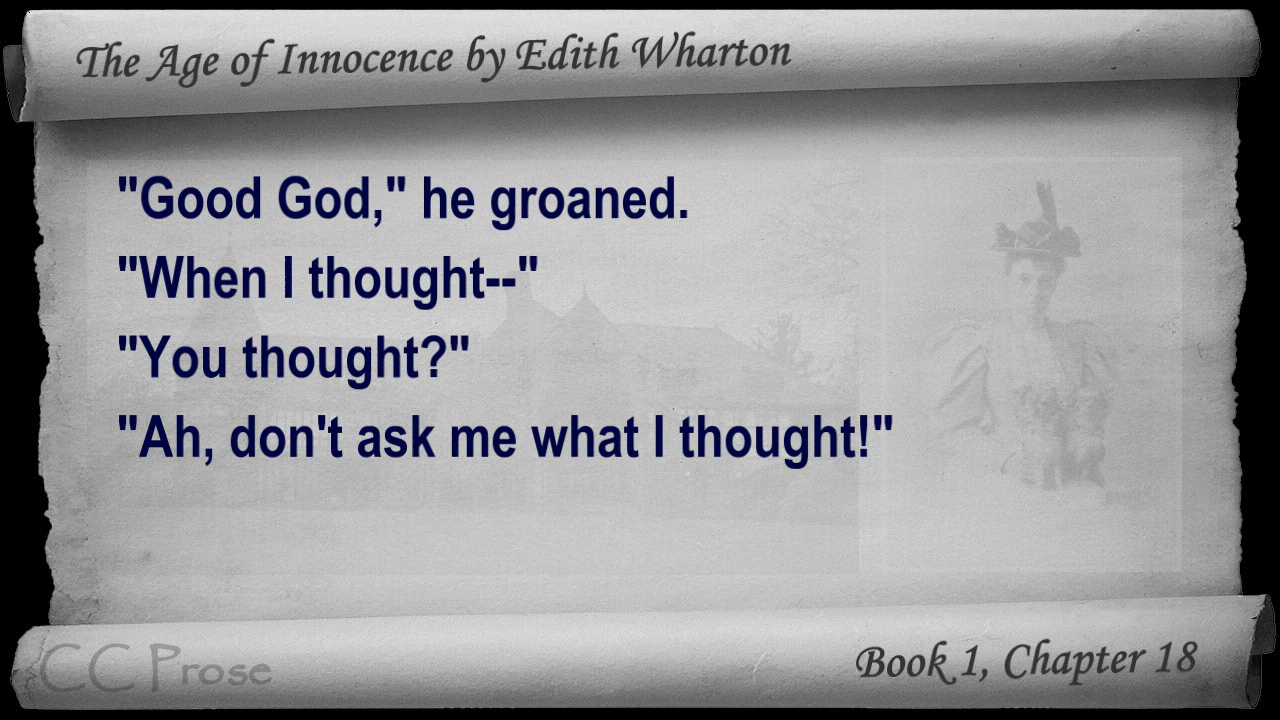 The Age of Innocence by Edith Wharton
"Good God," he groaned.
"When I thought--"
"You thought?"
"Ah, don't ask me what I thought!"
CC Prose
Book 1, Chapter 18